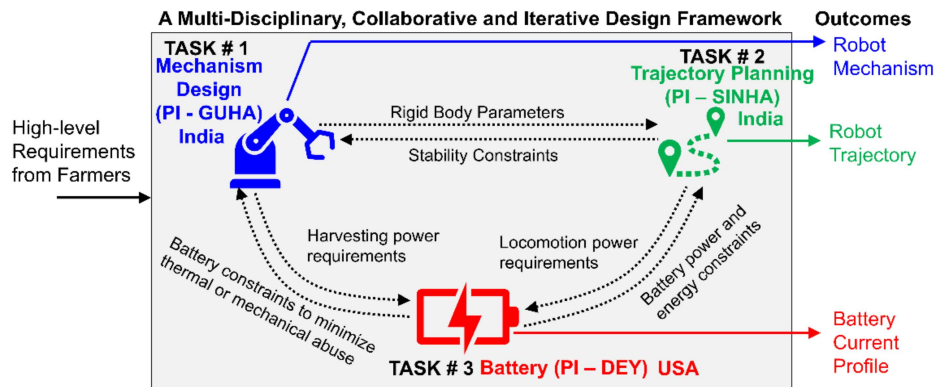 A Multi-Disciplinary, Collaborative and Iterative Design Framework
Outcomes
TASK # 1
Mechanism
Design
(PI - GUHA)
India
TASK # 2
Trajectory Planning
(PI – SINHA)
India
Robot
Mechanism
High-level
Requirements
from Farmers
Rigid Body Parameters
Stability Constraints
Robot
Trajectory
Battery constraints to minimize
thermal or mechanical abuse
Harvesting power
requirements
Locomotion power
requirements
Battery power and
energy constraints
Battery
Current
Profile
TASK # 3 Battery (PI – DEY) USA